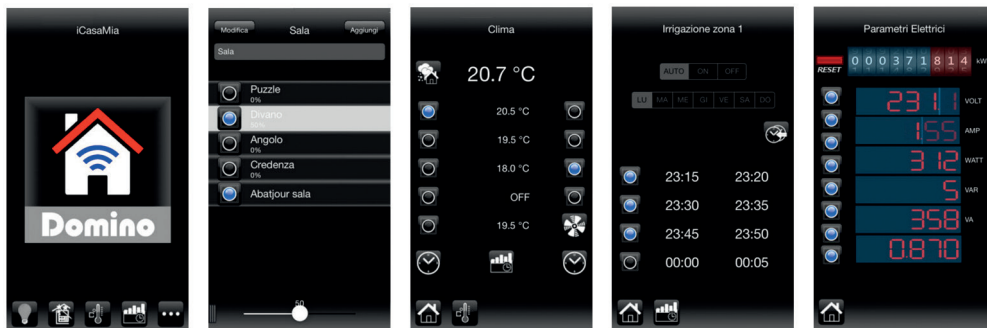 iCasaMia
Domino
Modifica Sala Aggiungi
Sala
Puzzle
0%
Divano
50%
Angolo
0%
Credenza
0%
Abatjour sala
50
Clima
20.7 °C
20.5 °C
19.5 °C
18.0 °C
OFF
19.5 °C
Irrigazione zona 1
AUTO ON OFF
LU MA ME GI VE SA DO
23:15 23:20
23:30 23:35
23:45 23:50
00:00 00:05
Parametri Elettrici
RESET 000371814
231.1 VOLT
1.55 AMP
312 WATT
5 VAR
358 VA
0.870